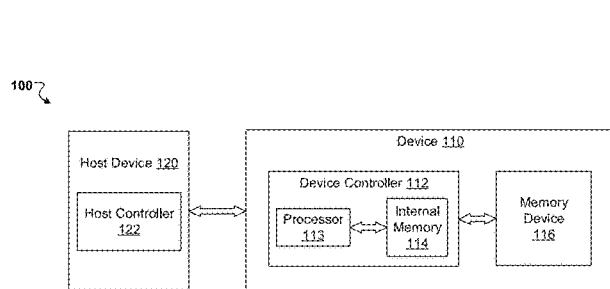 100
Host Device 120
Host Controller
122
Device 110
Device Controller 112
Processor
113
Internal
Memory
114
Memory
Device
116